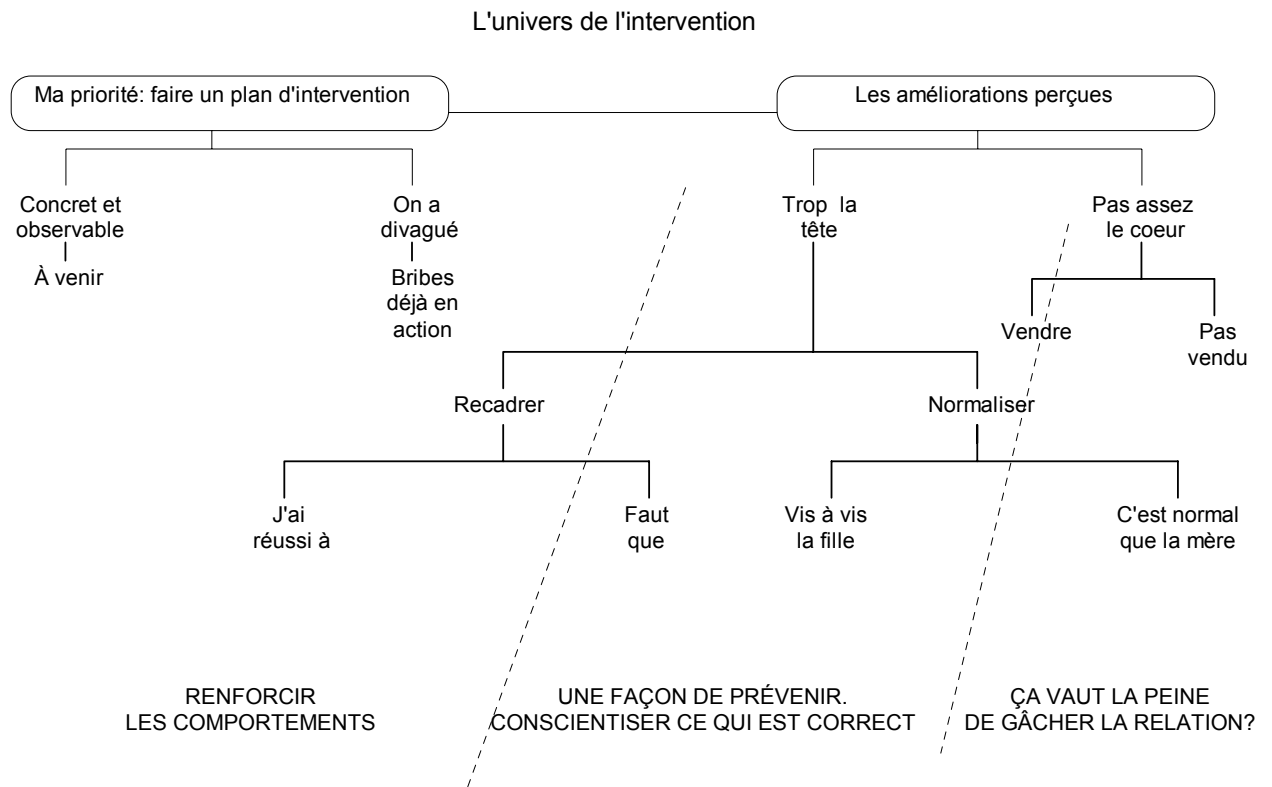 L'univers de l'intervention
Ma priorité: faire un plan d'intervention
Les améliorations perçues
Concret et
observable
À venir
On a
divagué
Bribes
déjà en
action
Trop la
tête
Pas assez
le coeur
Vendre
Pas
vendu
Recadrer
Normaliser
J'ai
réussi à
Faut
que
Vis à vis
la fille
C'est normal
que la mère
RENFORCIR
LES COMPORTEMENTS
UNE FAÇON DE PRÉVENIR.
CONSCIENTISER CE QUI EST CORRECT
ÇA VAUT LA PEINE
DE GÂCHER LA RELATION?